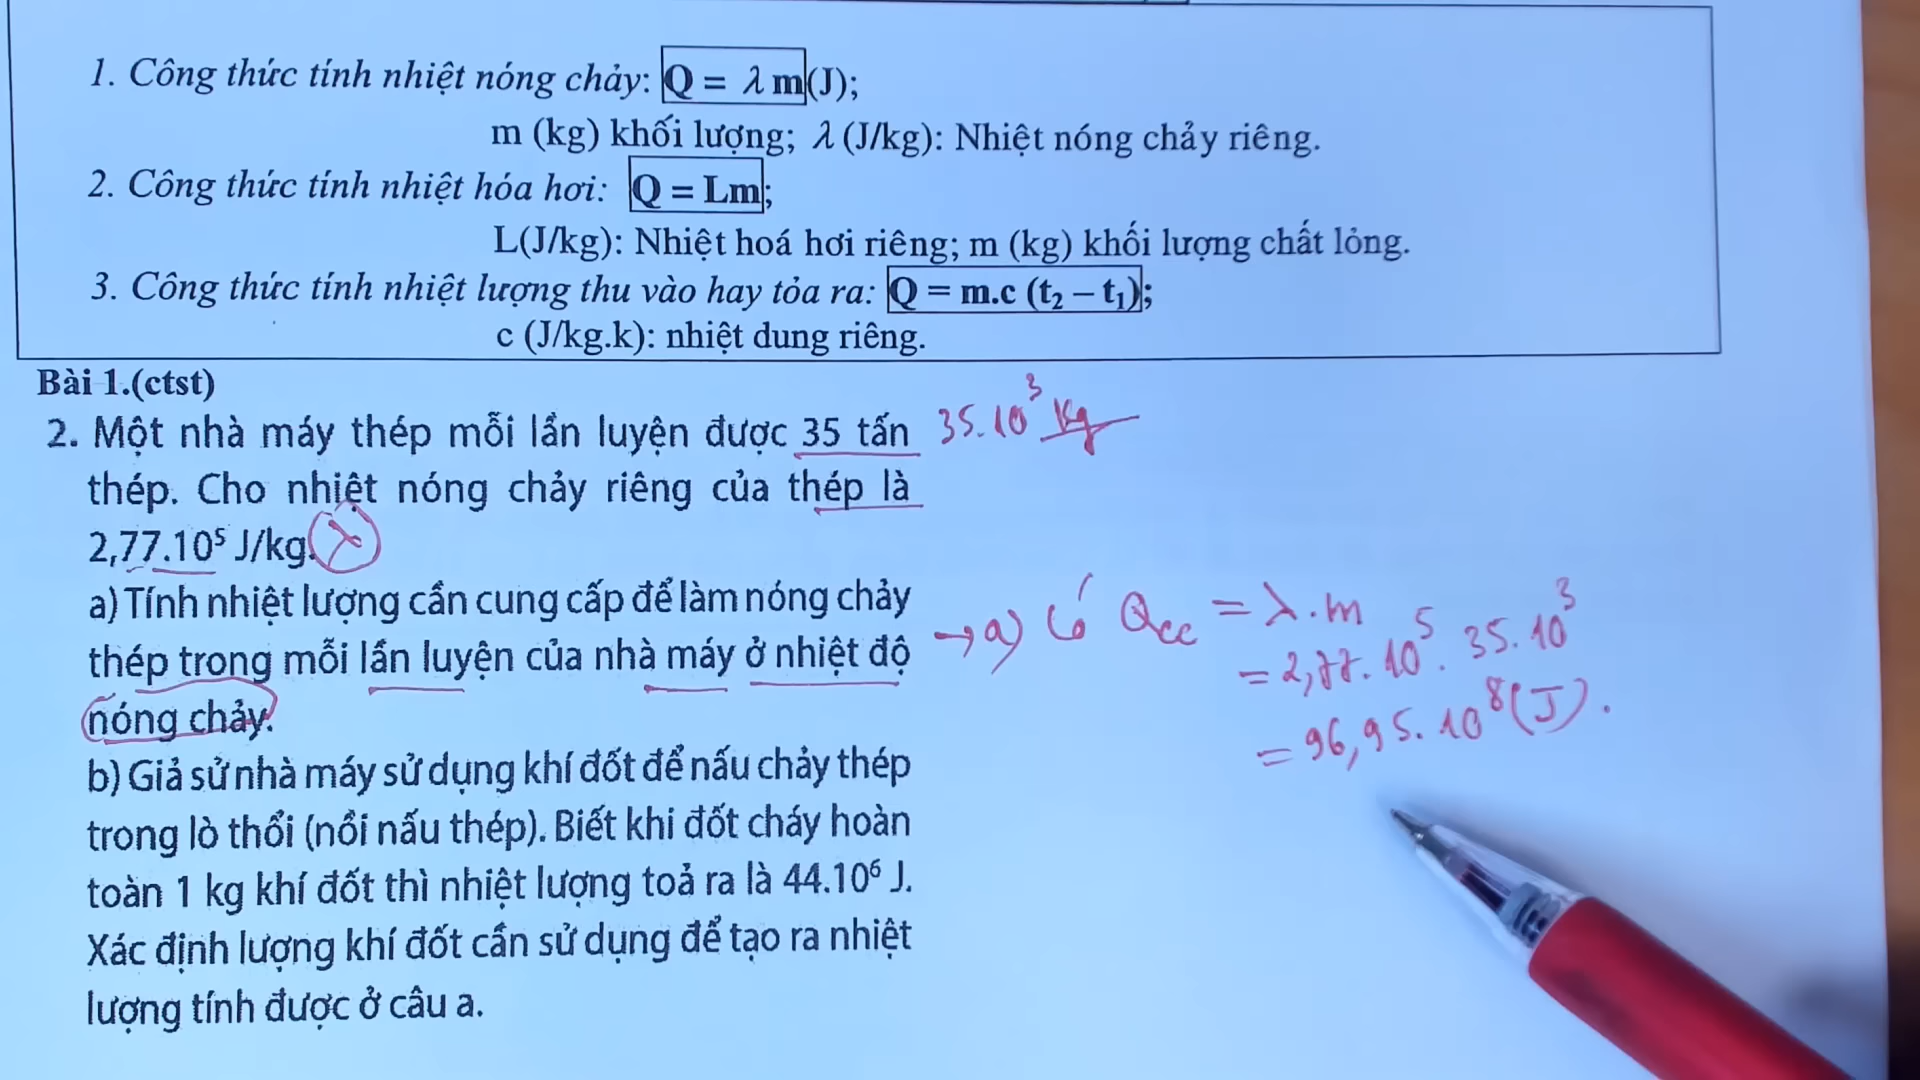 1. Công thức tính nhiệt nóng chảy: Q = λ m(J);
m (kg) khối lượng; λ (J/kg): Nhiệt nóng chảy riêng.
2. Công thức tính nhiệt hóa hơi: Q = Lm;
L(J/kg): Nhiệt hoá hơi riêng; m (kg) khối lượng chất lỏng.
3. Công thức tính nhiệt lượng thu vào hay tỏa ra: Q = m.c (t₂ – t₁);
c (J/kg.k): nhiệt dung riêng.
Bài 1.(ctst)
2. Một nhà máy thép mỗi lần luyện được 35 tấn 35.10³ kg
thép. Cho nhiệt nóng chảy riêng của thép là
2,77.10⁵ J/kg. λ
a) Tính nhiệt lượng cần cung cấp để làm nóng chảy
thép trong mỗi lần luyện của nhà máy ở nhiệt độ
nóng chảy.
→ a) Có Qcc = λ.m
= 2,77.10⁵. 35.10³
= 96,95.10⁸(J).
b) Giả sử nhà máy sử dụng khí đốt để nấu chảy thép
trong lò thổi (nồi nấu thép). Biết khi đốt cháy hoàn
toàn 1 kg khí đốt thì nhiệt lượng toả ra là 44.10⁶ J.
Xác định lượng khí đốt cần sử dụng để tạo ra nhiệt
lượng tính được ở câu a.